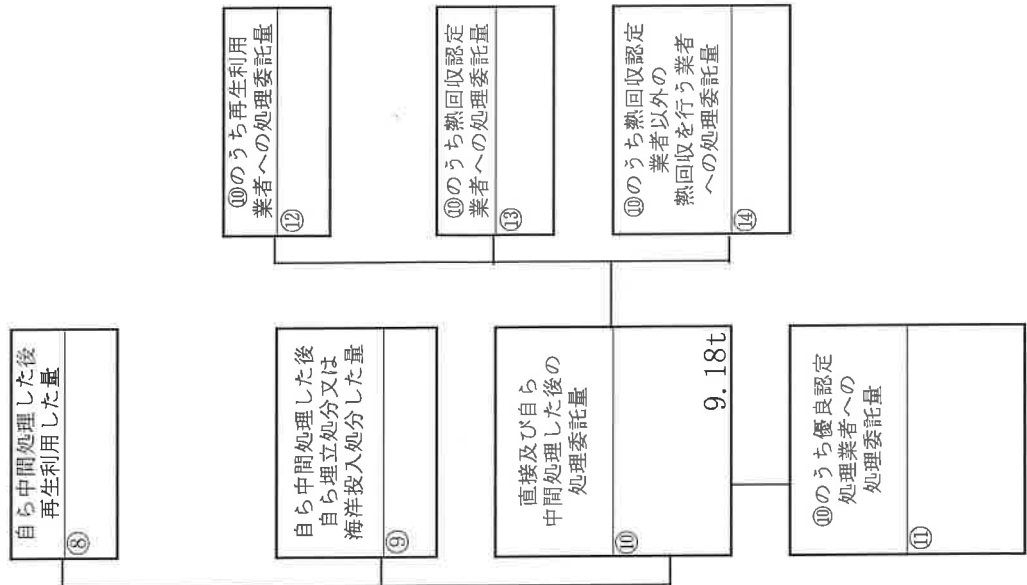 自ら中間処理した後
再生利用した量
⑧
自ら中間処理した後
自ら埋立処分又は
海洋投入処分した量
⑨
直接及び自ら
中間処理した後の
処理委託量
⑩
9.18t
⑩のうち優良認定
処理業者への
処理委託量
⑪
⑩のうち再生利用
業者への処理委託量
⑫
⑩のうち熱回収認定
業者への処理委託量
⑬
⑩のうち熱回収認定
業者以外の
熱回収を行う業者
への処理委託量
⑭